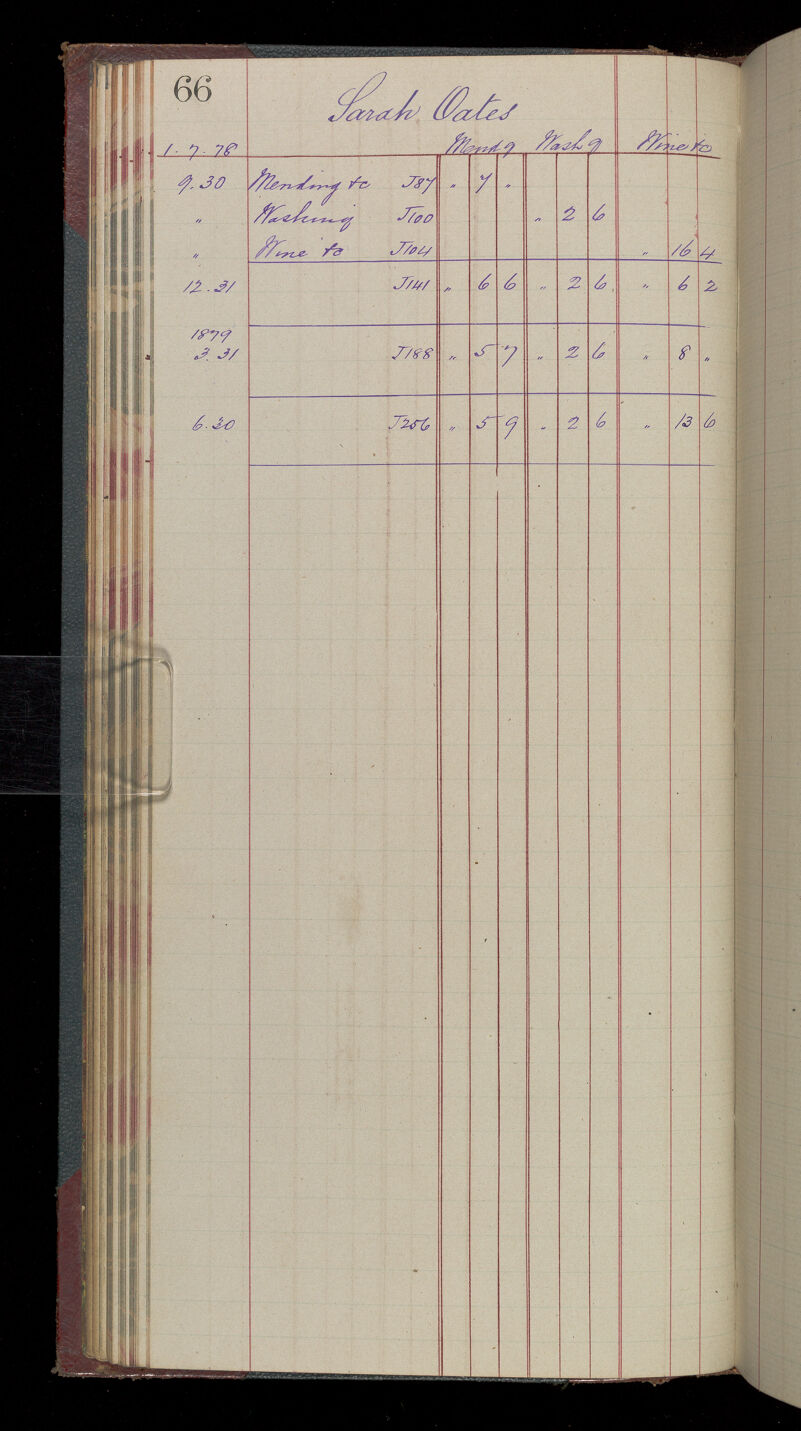 66
Sarah Oates
1.7.78 Mendg Washg Wine &c
9.30 Mending &c J87 " 7 "
" Washing J100 " 2 6
" Wine &c J104 " 16 4
12.31 J141 " 6 6 " 2 6 " 6 2
1879
3.31 J188 " 5 7 " 2 6 " 8 "
6.30 J256 " 5 9 " 2 6 " 13 6